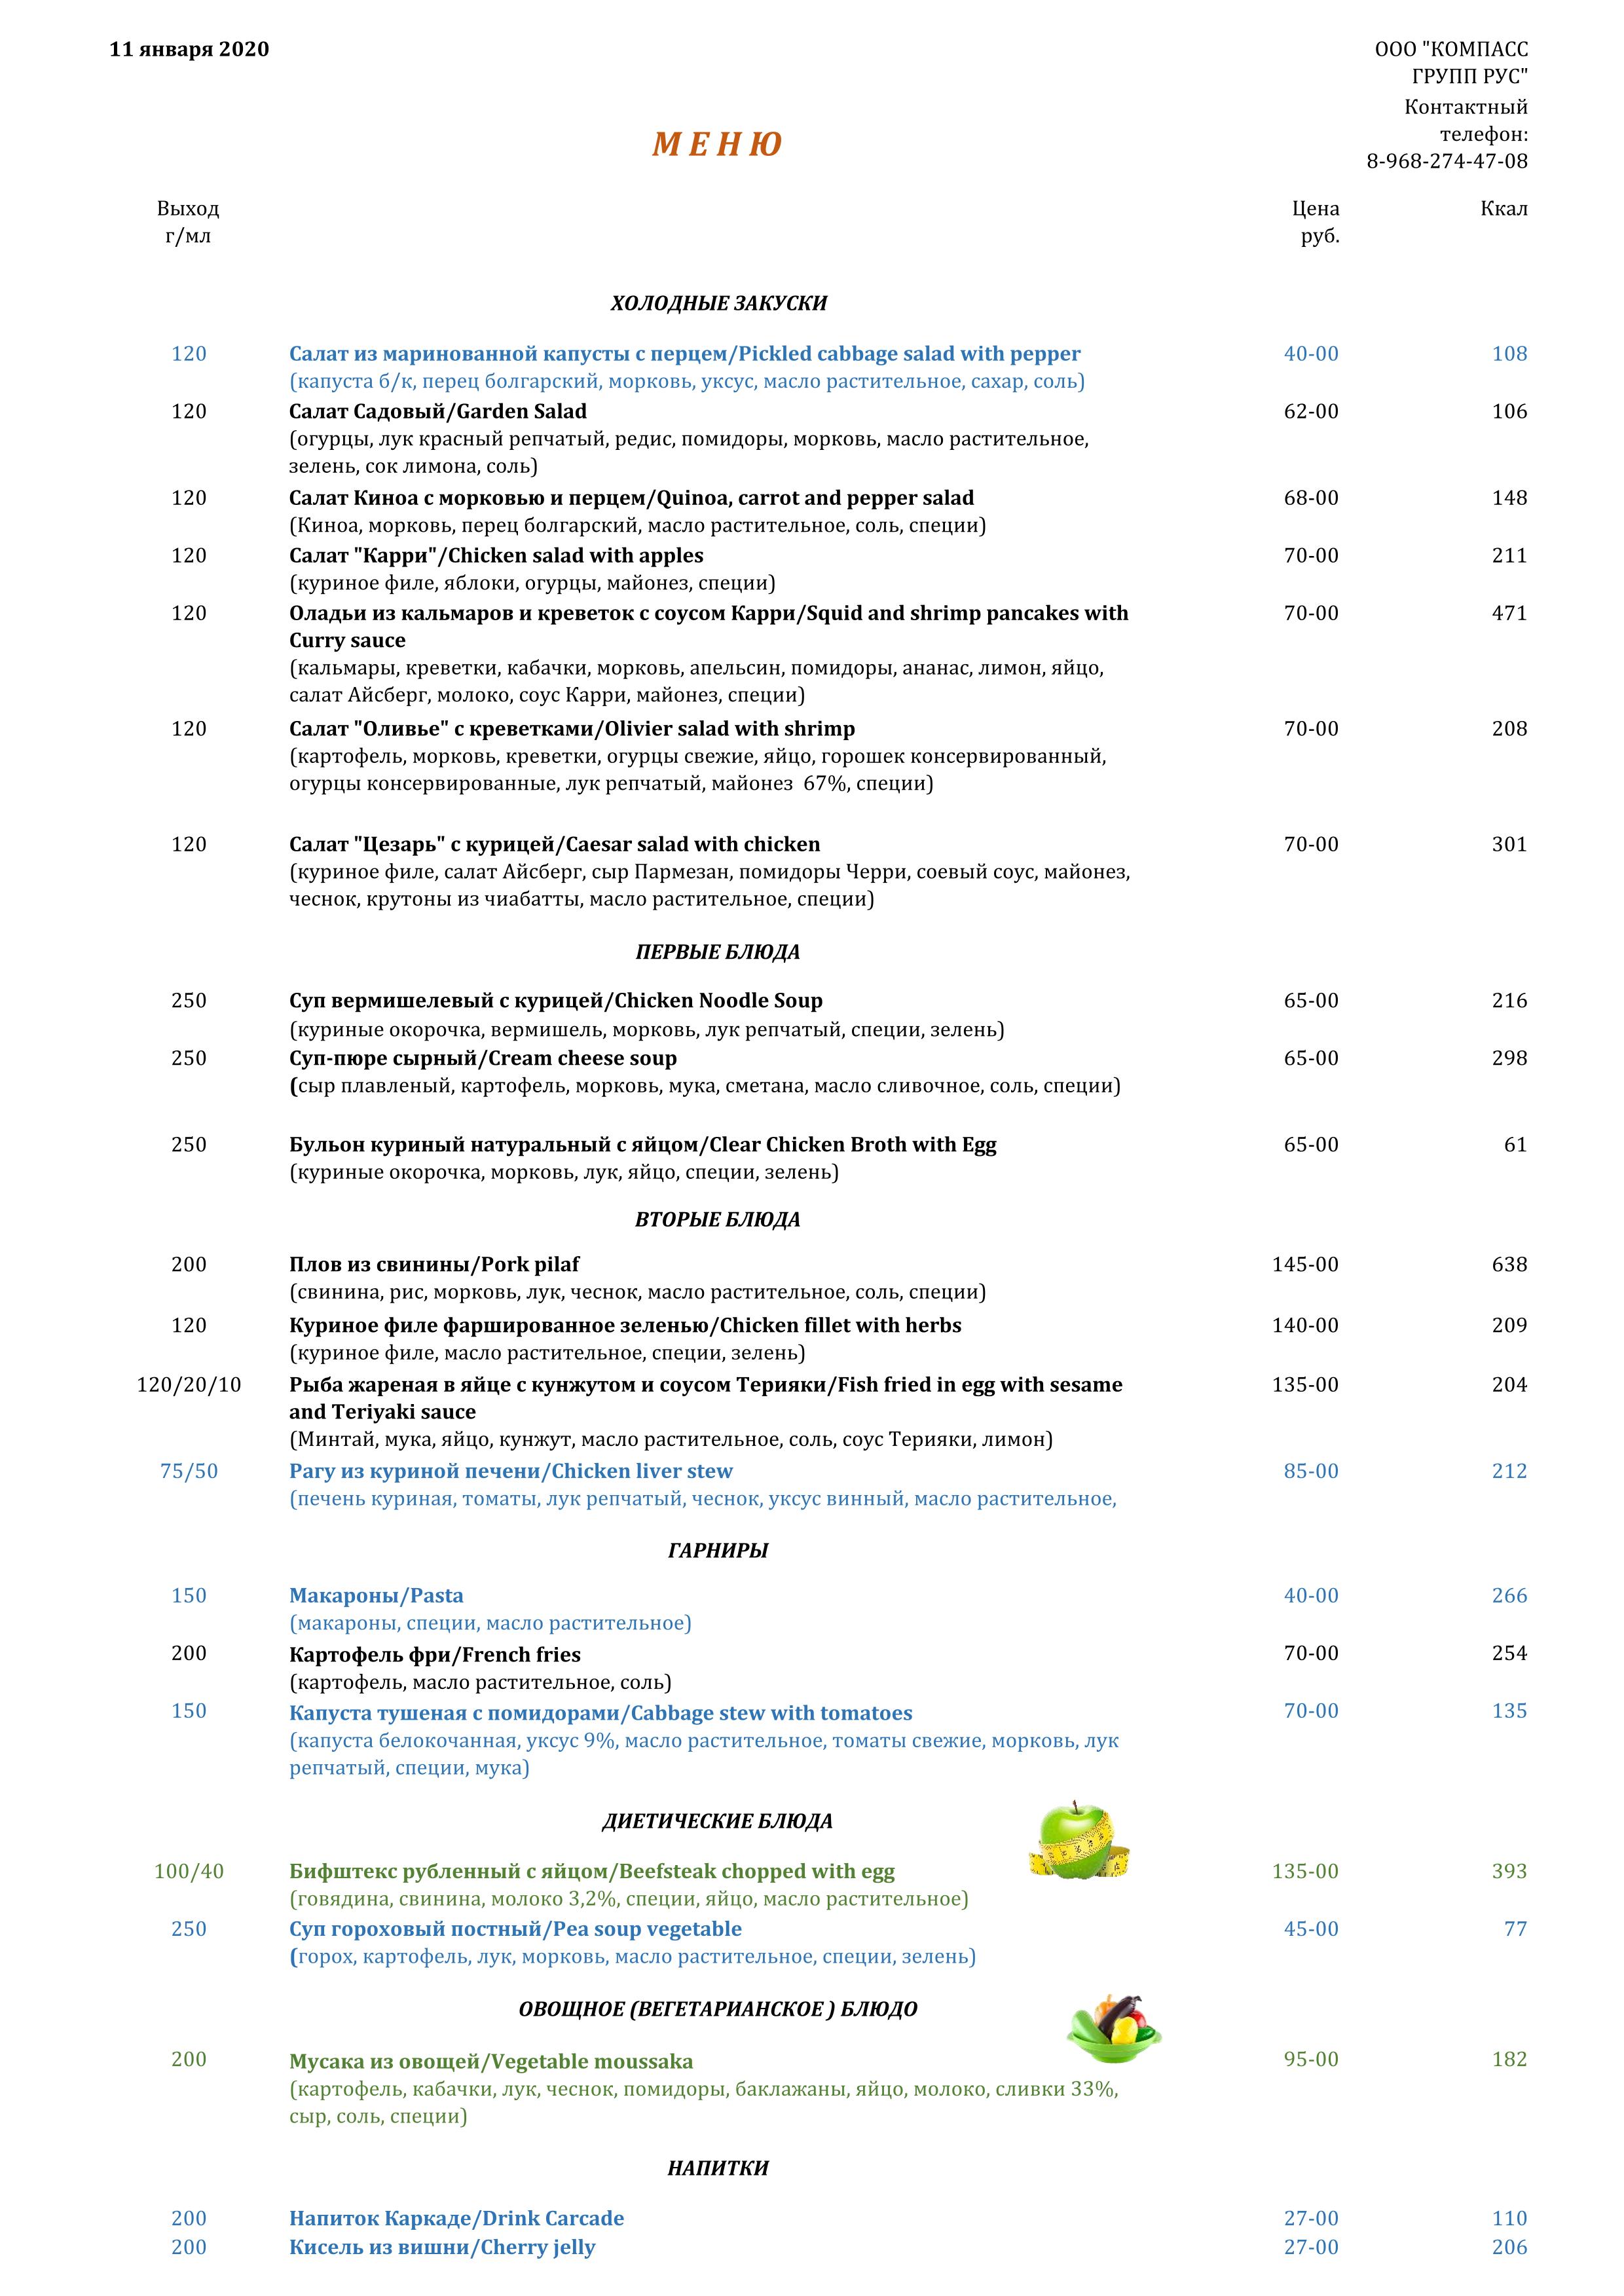 11 января 2020
ООО "КОМПАСС
ГРУПП РУС"
Контактный
телефон:
8-968-274-47-08
М Е Н Ю
Выход
г/мл
Цена
руб.
Ккал
ХОЛОДНЫЕ ЗАКУСКИ
120 Салат из маринованной капусты с перцем/Pickled cabbage salad with pepper 40-00 108
(капуста б/к, перец болгарский, морковь, уксус, масло растительное, сахар, соль)
120 Салат Садовый/Garden Salad 62-00 106
(огурцы, лук красный репчатый, редис, помидоры, морковь, масло растительное,
зелень, сок лимона, соль)
120 Салат Киноа с морковью и перцем/Quinoa, carrot and pepper salad 68-00 148
(Киноа, морковь, перец болгарский, масло растительное, соль, специи)
120 Салат "Карри"/Chicken salad with apples 70-00 211
(куриное филе, яблоки, огурцы, майонез, специи)
120 Оладьи из кальмаров и креветок с соусом Карри/Squid and shrimp pancakes with 70-00 471
Curry sauce
(кальмары, креветки, кабачки, морковь, апельсин, помидоры, ананас, лимон, яйцо,
салат Айсберг, молоко, соус Карри, майонез, специи)
120 Салат "Оливье" с креветками/Olivier salad with shrimp 70-00 208
(картофель, морковь, креветки, огурцы свежие, яйцо, горошек консервированный,
огурцы консервированные, лук репчатый, майонез 67%, специи)
120 Салат "Цезарь" с курицей/Caesar salad with chicken 70-00 301
(куриное филе, салат Айсберг, сыр Пармезан, помидоры Черри, соевый соус, майонез,
чеснок, крутоны из чиабатты, масло растительное, специи)
ПЕРВЫЕ БЛЮДА
250 Суп вермишелевый с курицей/Chicken Noodle Soup 65-00 216
(куриные окорочка, вермишель, морковь, лук репчатый, специи, зелень)
250 Суп-пюре сырный/Cream cheese soup 65-00 298
(сыр плавленый, картофель, морковь, мука, сметана, масло сливочное, соль, специи)
250 Бульон куриный натуральный с яйцом/Clear Chicken Broth with Egg 65-00 61
(куриные окорочка, морковь, лук, яйцо, специи, зелень)
ВТОРЫЕ БЛЮДА
200 Плов из свинины/Pork pilaf 145-00 638
(свинина, рис, морковь, лук, чеснок, масло растительное, соль, специи)
120 Куриное филе фаршированное зеленью/Chicken fillet with herbs 140-00 209
(куриное филе, масло растительное, специи, зелень)
120/20/10 Рыба жареная в яйце с кунжутом и соусом Терияки/Fish fried in egg with sesame 135-00 204
and Teriyaki sauce
(Минтай, мука, яйцо, кунжут, масло растительное, соль, соус Терияки, лимон)
75/50 Рагу из куриной печени/Chicken liver stew 85-00 212
(печень куриная, томаты, лук репчатый, чеснок, уксус винный, масло растительное,
ГАРНИРЫ
150 Макароны/Pasta 40-00 266
(макароны, специи, масло растительное)
200 Картофель фри/French fries 70-00 254
(картофель, масло растительное, соль)
150 Капуста тушеная с помидорами/Cabbage stew with tomatoes 70-00 135
(капуста белокочанная, уксус 9%, масло растительное, томаты свежие, морковь, лук
репчатый, специи, мука)
ДИЕТИЧЕСКИЕ БЛЮДА
100/40 Бифштекс рубленный с яйцом/Beefsteak chopped with egg 135-00 393
(говядина, свинина, молоко 3,2%, специи, яйцо, масло растительное)
250 Суп гороховый постный/Pea soup vegetable 45-00 77
(горох, картофель, лук, морковь, масло растительное, специи, зелень)
ОВОЩНОЕ (ВЕГЕТАРИАНСКОЕ ) БЛЮДО
200 Мусака из овощей/Vegetable moussaka 95-00 182
(картофель, кабачки, лук, чеснок, помидоры, баклажаны, яйцо, молоко, сливки 33%,
сыр, соль, специи)
НАПИТКИ
200 Напиток Каркаде/Drink Carcade 27-00 110
200 Кисель из вишни/Cherry jelly 27-00 206